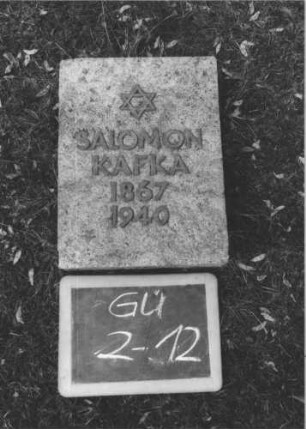 SALOMON
KAFKA
1867
1940
GÜ
2-12